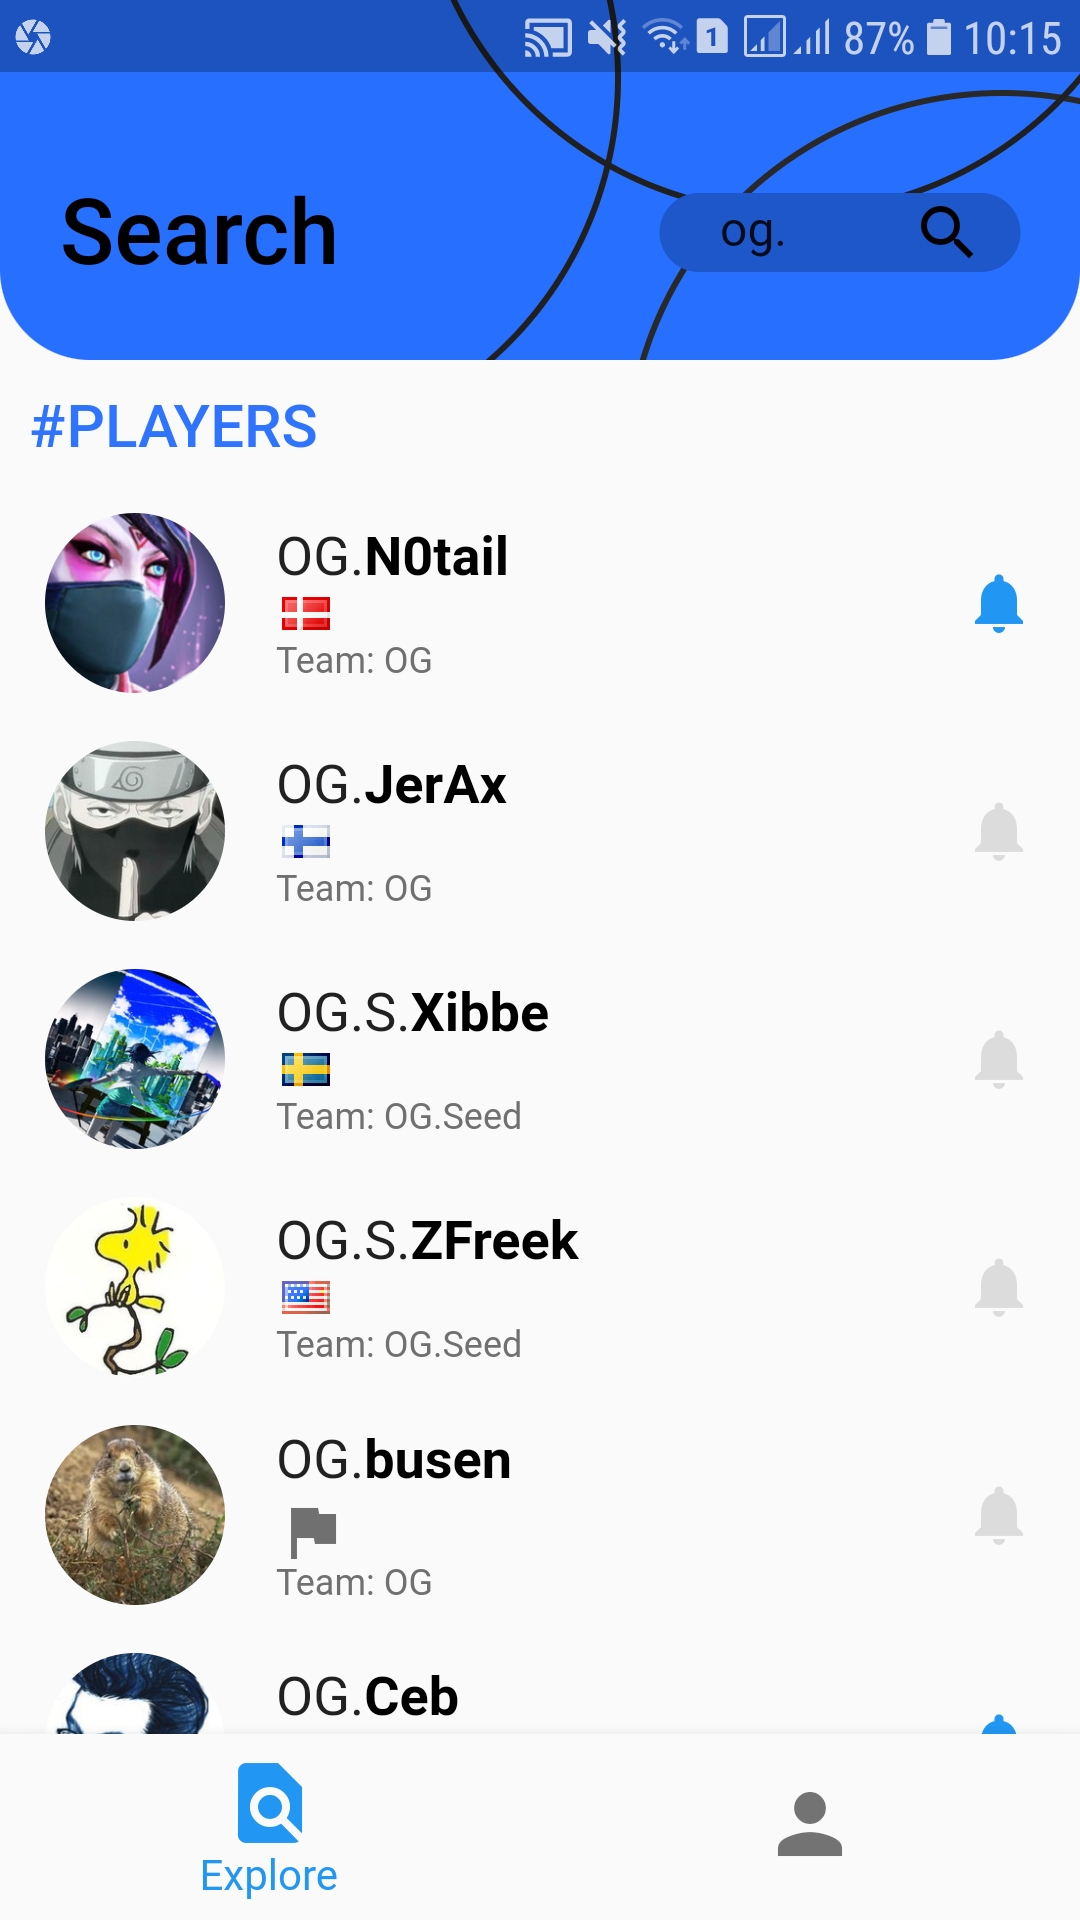 1 87% 10:15
Search
og.
#PLAYERS
OG.N0tail
Team: OG
OG.JerAx
Team: OG
OG.S.Xibbe
Team: OG.Seed
OG.S.ZFreek
Team: OG.Seed
OG.busen
Team: OG
OG.Ceb
Explore